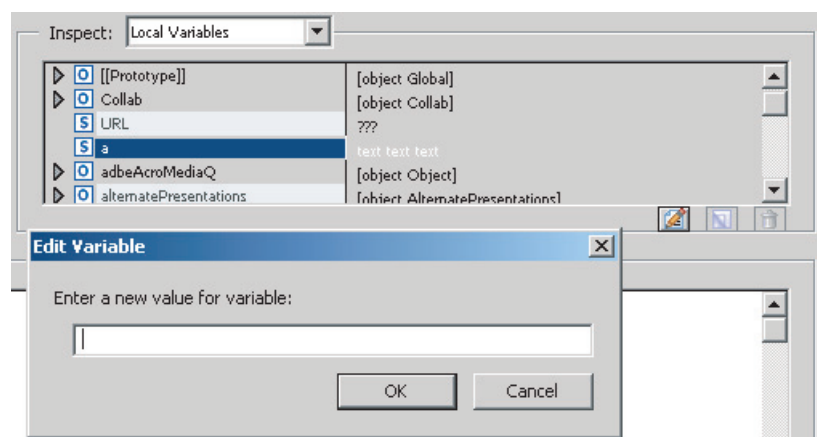 Inspect: Local Variables
O [[Prototype]] [object Global]
O Collab [object Collab]
S URL ???
S a text text text
O adbeAcroMediaQ [object Object]
O alternatePresentations [object AlternatePresentations]
Edit Variable
Enter a new value for variable:
OK Cancel